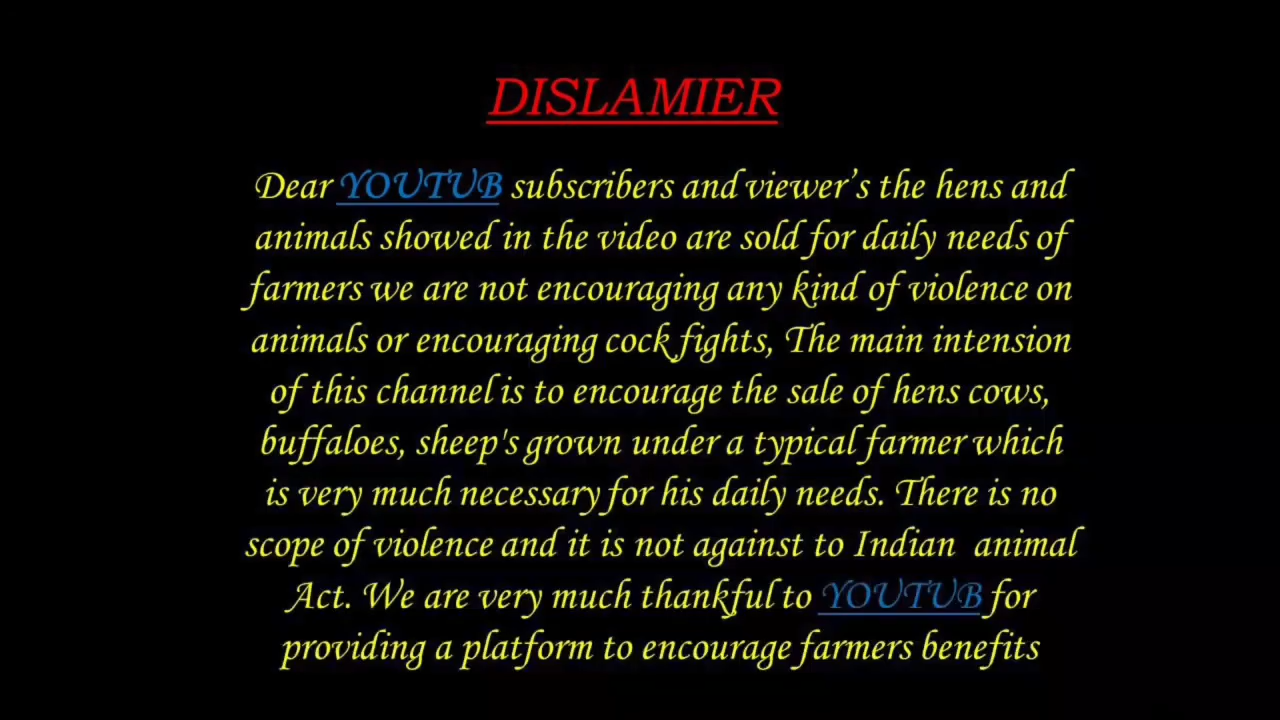 DISLAMIER
Dear YOUTUB subscribers and viewer’s the hens and
animals showed in the video are sold for daily needs of
farmers we are not encouraging any kind of violence on
animals or encouraging cock fights, The main intension
of this channel is to encourage the sale of hens cows,
buffaloes, sheep's grown under a typical farmer which
is very much necessary for his daily needs. There is no
scope of violence and it is not against to Indian animal
Act. We are very much thankful to YOUTUB for
providing a platform to encourage farmers benefits